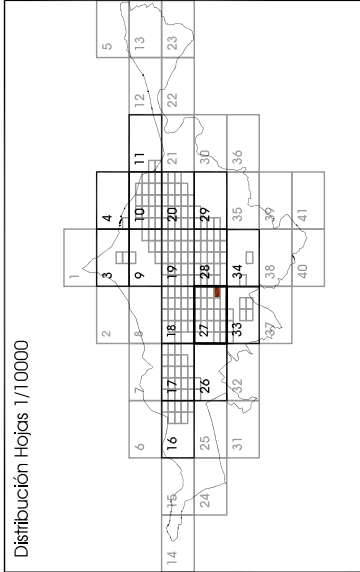 Distribución Hojas 1/10000
1
2 3 4 5
6 7 8 9 10 11 12 13
14 15 16 17 18 19 20 21 22 23
24 25 26 27 28 29 30
31 32 33 34 35 36
37 38 39
40 41